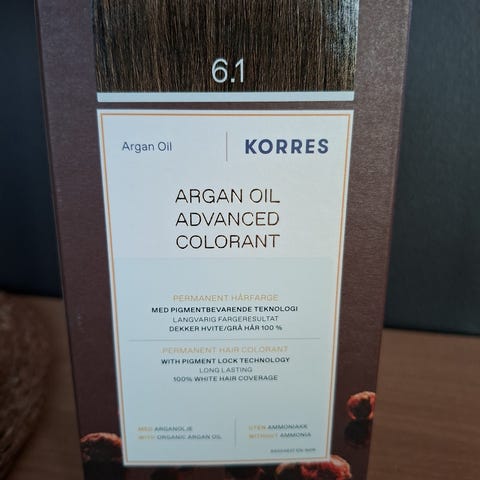 6.1
Argan Oil
KORRES
ARGAN OIL
ADVANCED
COLORANT
PERMANENT HÅRFARGE
MED PIGMENTBEVARENDE TEKNOLOGI
LANGVARIG FARGERESULTAT
DEKKER HVITE/GRÅ HÅR 100 %
PERMANENT HAIR COLORANT
WITH PIGMENT LOCK TECHNOLOGY
LONG LASTING
100% WHITE HAIR COVERAGE
MED ARGANOLJE
WITH ORGANIC ARGAN OIL
UTEN AMMONIAKK
WITHOUT AMMONIA